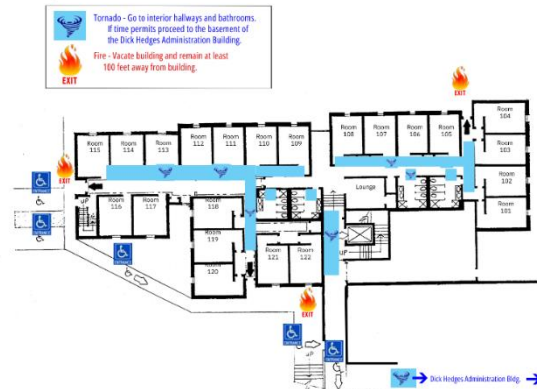 Tornado - Go to interior hallways and bathrooms.
If time permits proceed to the basement of
the Dick Hedges Administration Building.
Fire - Vacate building and remain at least
100 feet away from building.
EXIT
EXIT
Room
104
Room
115
Room
114
Room
113
Room
112
Room
111
Room
110
Room
109
Room
108
Room
107
Room
106
Room
105
Room
103
EXIT
Room
102
Lounge
Room
101
UP
Room
116
Room
117
Room
118
Room
119
Room
120
Room
121
Room
122
UP
ENTRANCE
EXIT
ENTRANCE
UP
ENTRANCE
Dick Hedges Administration Bldg.